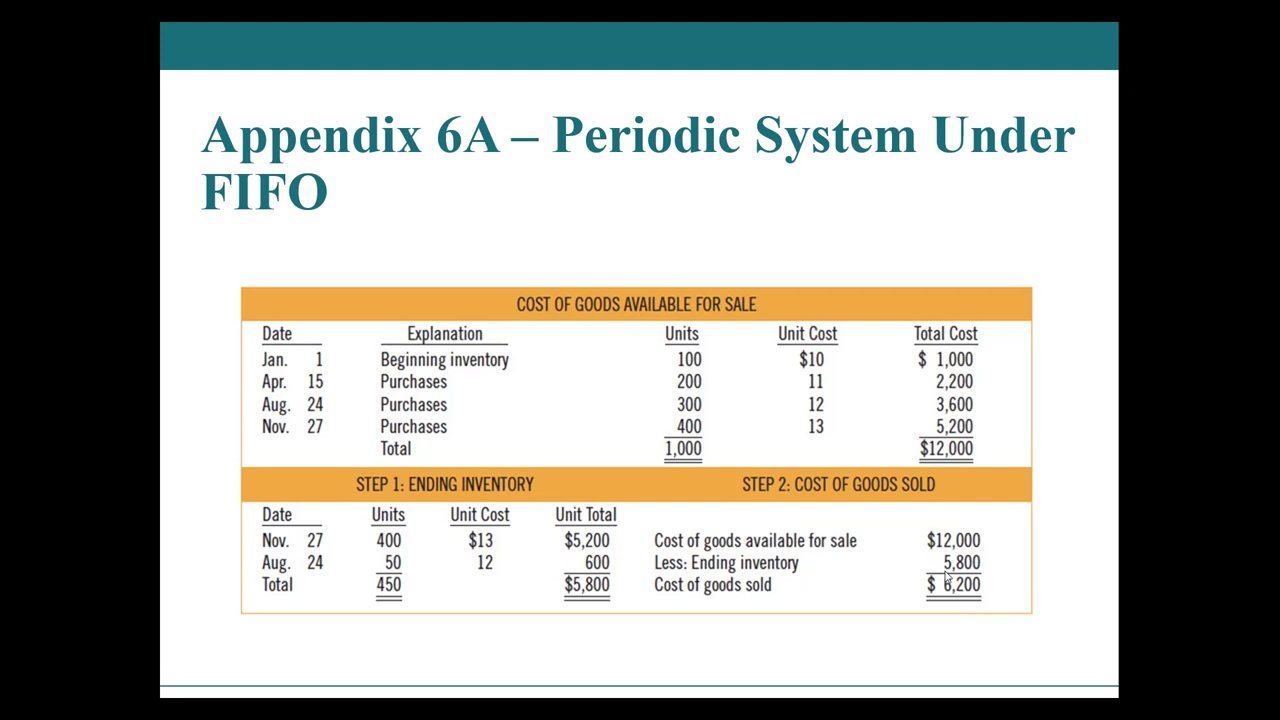 Appendix 6A – Periodic System Under
FIFO
COST OF GOODS AVAILABLE FOR SALE
Date Explanation Units Unit Cost Total Cost
Jan. 1 Beginning inventory 100 $10 $ 1,000
Apr. 15 Purchases 200 11 2,200
Aug. 24 Purchases 300 12 3,600
Nov. 27 Purchases 400 13 5,200
Total 1,000 $12,000
STEP 1: ENDING INVENTORY STEP 2: COST OF GOODS SOLD
Date Units Unit Cost Unit Total
Nov. 27 400 $13 $5,200 Cost of goods available for sale $12,000
Aug. 24 50 12 600 Less: Ending inventory 5,800
Total 450 $5,800 Cost of goods sold $ 6,200